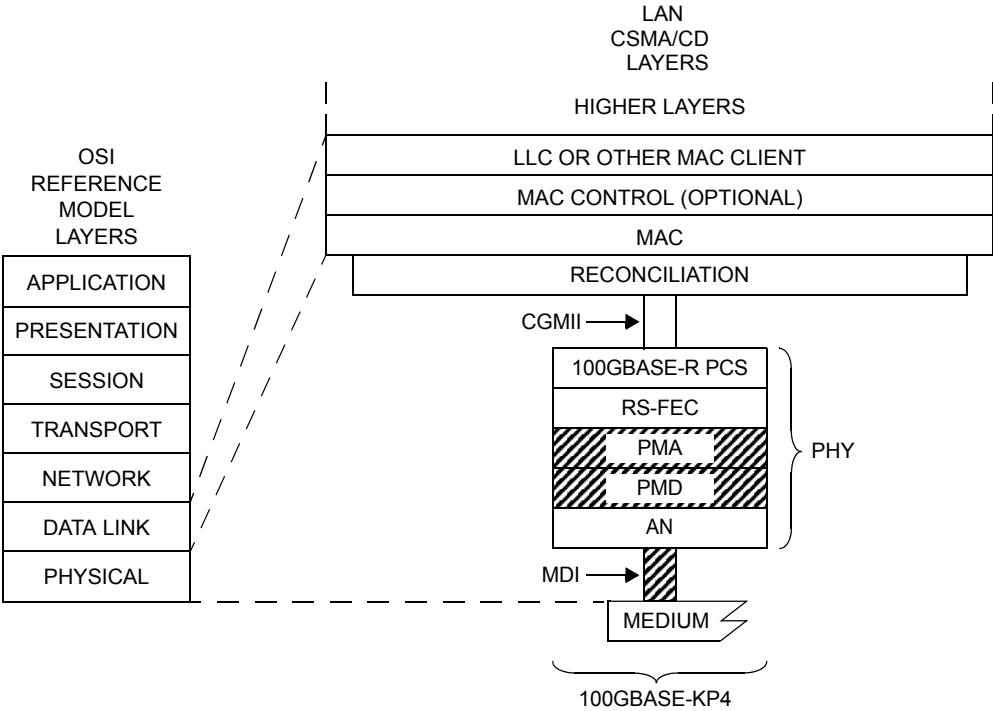 LAN
CSMA/CD
LAYERS
HIGHER LAYERS
LLC OR OTHER MAC CLIENT
MAC CONTROL (OPTIONAL)
MAC
RECONCILIATION
OSI
REFERENCE
MODEL
LAYERS
APPLICATION
PRESENTATION
SESSION
TRANSPORT
NETWORK
DATA LINK
PHYSICAL
CGMII
100GBASE-R PCS
RS-FEC
PMA
PMD
AN
PHY
MDI
MEDIUM
100GBASE-KP4